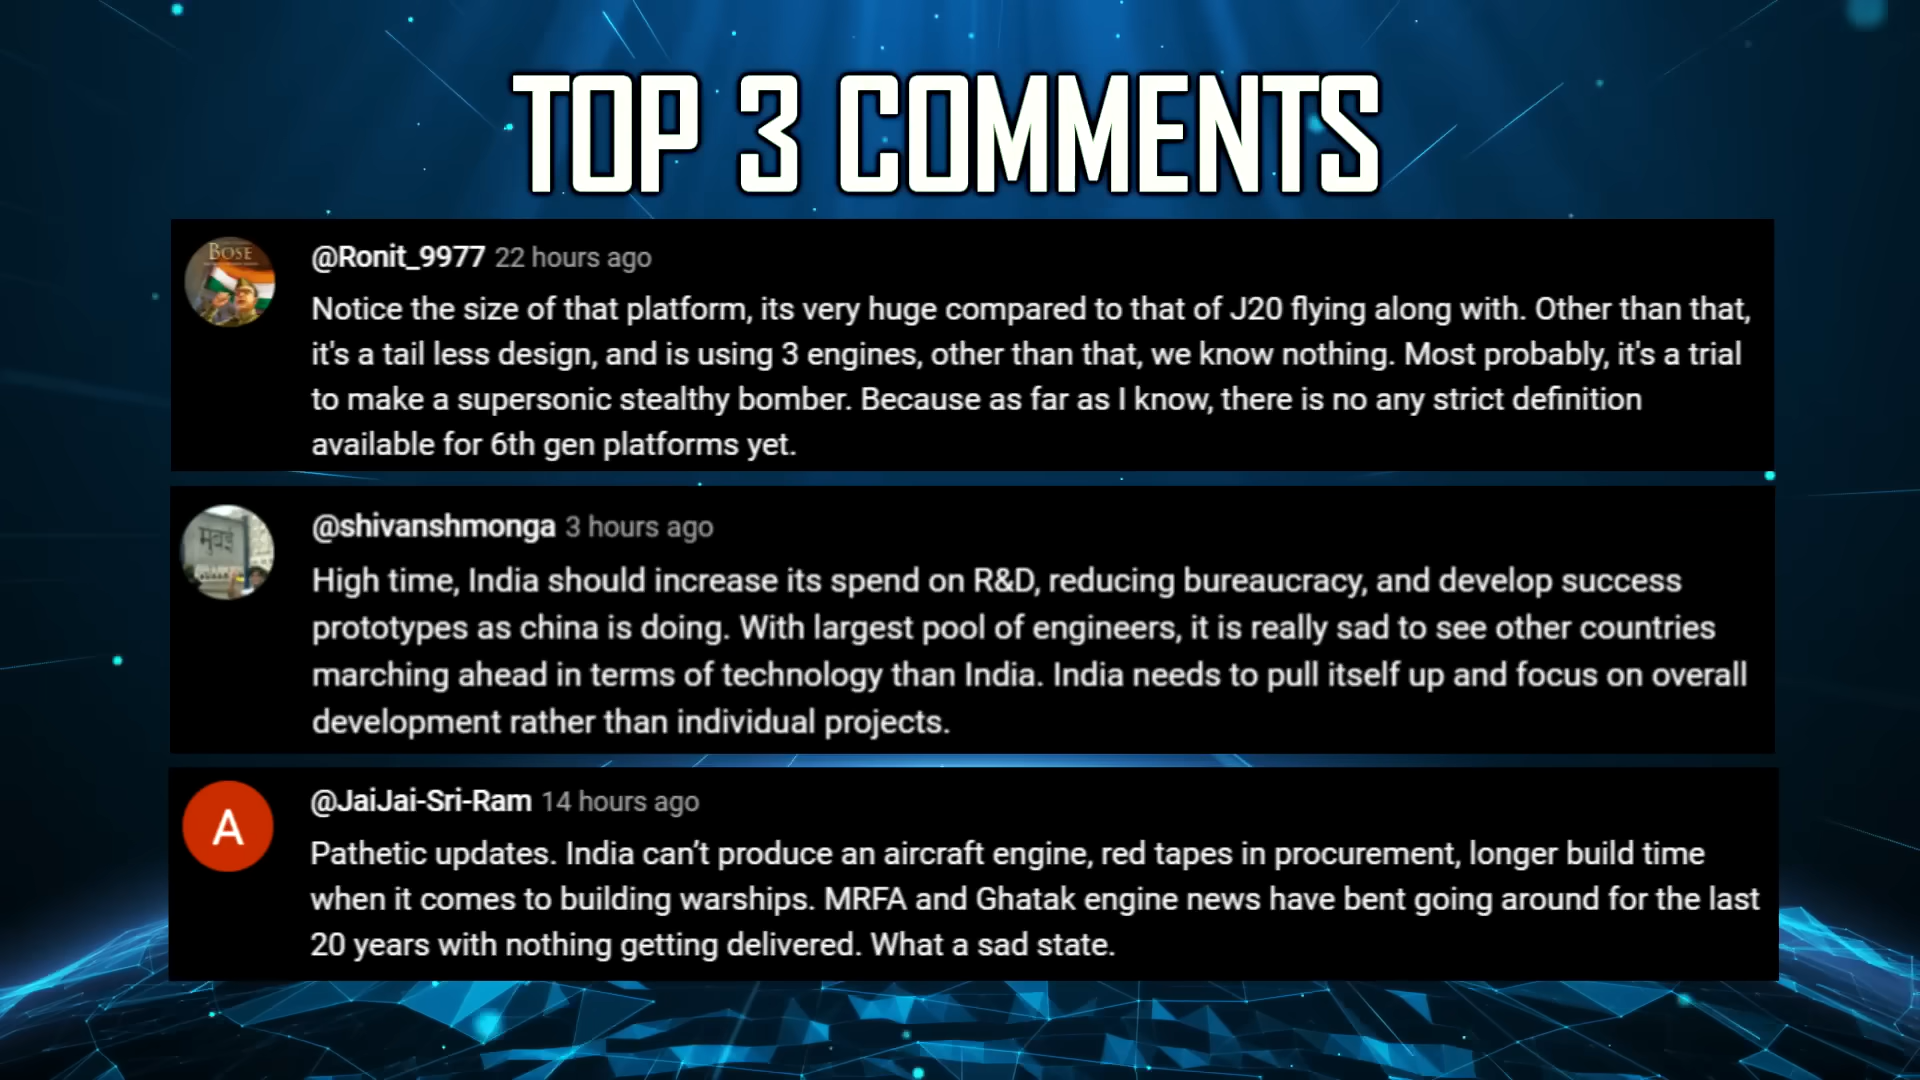 TOP 3 COMMENTS
BOSE
@Ronit_9977 22 hours ago
Notice the size of that platform, its very huge compared to that of J20 flying along with. Other than that,
it's a tail less design, and is using 3 engines, other than that, we know nothing. Most probably, it's a trial
to make a supersonic stealthy bomber. Because as far as I know, there is no any strict definition
available for 6th gen platforms yet.
मुंबई
@shivanshmonga 3 hours ago
High time, India should increase its spend on R&D, reducing bureaucracy, and develop success
prototypes as china is doing. With largest pool of engineers, it is really sad to see other countries
marching ahead in terms of technology than India. India needs to pull itself up and focus on overall
development rather than individual projects.
A
@JaiJai-Sri-Ram 14 hours ago
Pathetic updates. India can’t produce an aircraft engine, red tapes in procurement, longer build time
when it comes to building warships. MRFA and Ghatak engine news have bent going around for the last
20 years with nothing getting delivered. What a sad state.